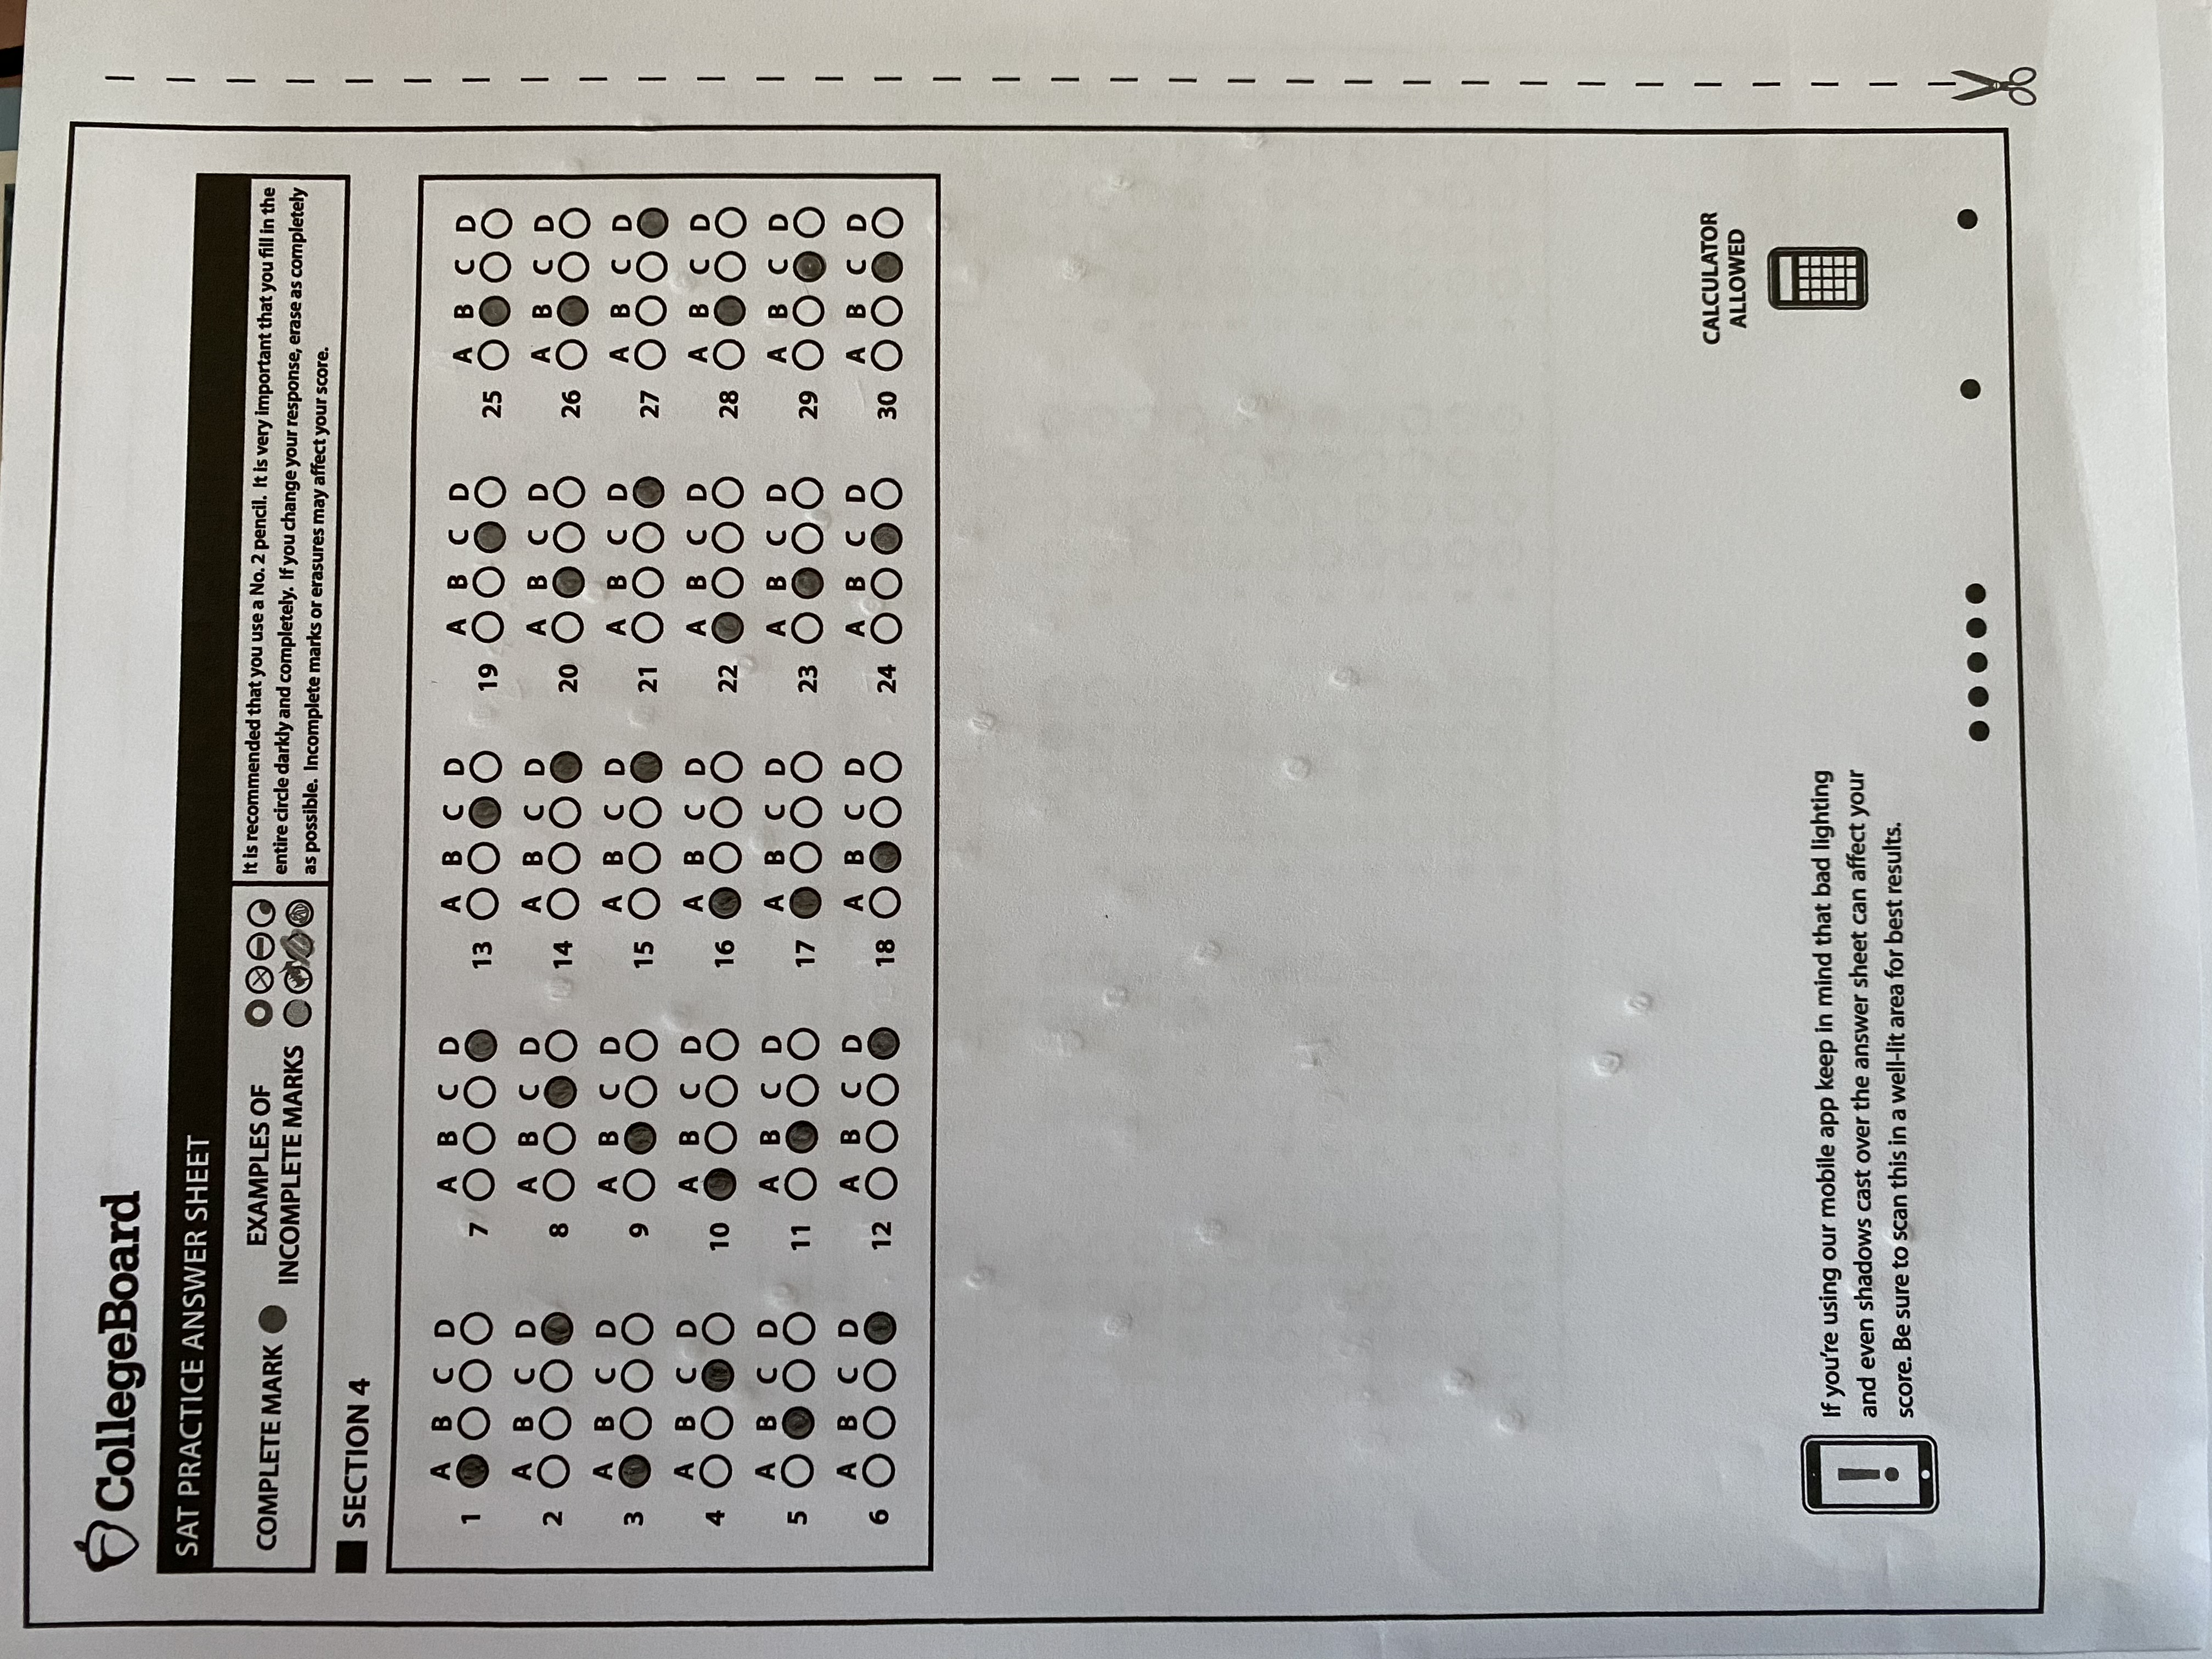 CollegeBoard
SAT PRACTICE ANSWER SHEET
COMPLETE MARK
EXAMPLES OF
INCOMPLETE MARKS
It is recommended that you use a No. 2 pencil. It is very important that you fill in the
entire circle darkly and completely. If you change your response, erase as completely
as possible. Incomplete marks or erasures may affect your score.
SECTION 4
A B C D
1
A B C D
2
A B C D
3
A B C D
4
A B C D
5
A B C D
6
A B C D
7
A B C D
8
A B C D
9
A B C D
10
A B C D
11
A B C D
12
A B C D
13
A B C D
14
A B C D
15
A B C D
16
A B C D
17
A B C D
18
A B C D
19
A B C D
20
A B C D
21
A B C D
22
A B C D
23
A B C D
24
A B C D
25
A B C D
26
A B C D
27
A B C D
28
A B C D
29
A B C D
30
CALCULATOR
ALLOWED
If you're using our mobile app keep in mind that bad lighting
and even shadows cast over the answer sheet can affect your
score. Be sure to scan this in a well-lit area for best results.